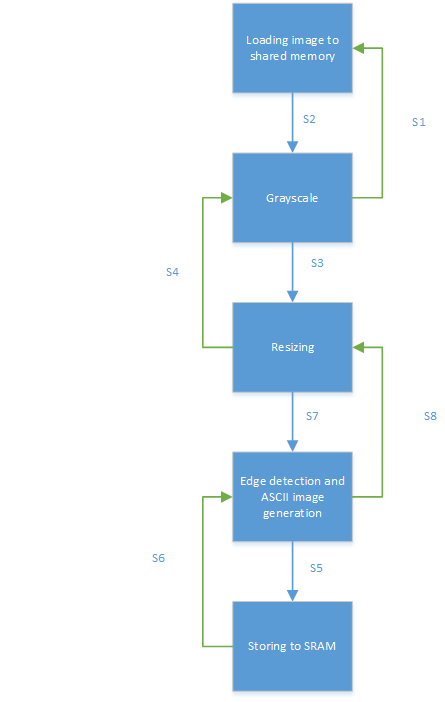 Loading image to
shared memory
S1
S2
Grayscale
S3
S4
Resizing
S7
S8
Edge detection and
ASCII image
generation
S6
S5
Storing to SRAM